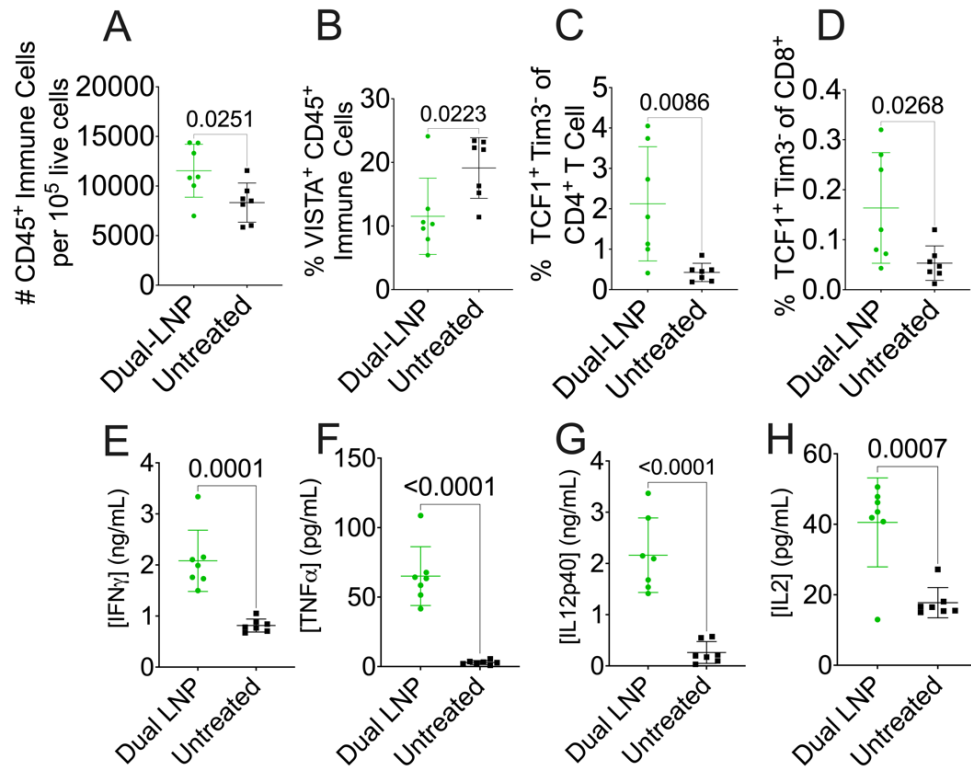 A
# CD45⁺ Immune Cells
per 10⁵ live cells
20000
15000
10000
5000
0
0.0251
Dual-LNP
Untreated
B
% VISTA⁺ CD45⁺
Immune Cells
30
20
10
0
0.0223
Dual-LNP
Untreated
C
% TCF1⁺ Tim3⁻ of
CD4⁺ T Cell
5
4
3
2
1
0
0.0086
Dual-LNP
Untreated
D
% TCF1⁺ Tim3⁻ of CD8⁺
0.4
0.3
0.2
0.1
0.0
0.0268
Dual-LNP
Untreated
E
[IFNγ] (ng/mL)
4
3
2
1
0
0.0001
Dual LNP
Untreated
F
[TNFα] (pg/mL)
150
100
50
0
<0.0001
Dual LNP
Untreated
G
[IL12p40] (ng/mL)
4
3
2
1
0
<0.0001
Dual LNP
Untreated
H
[IL2] (pg/mL)
60
40
20
0
0.0007
Dual LNP
Untreated